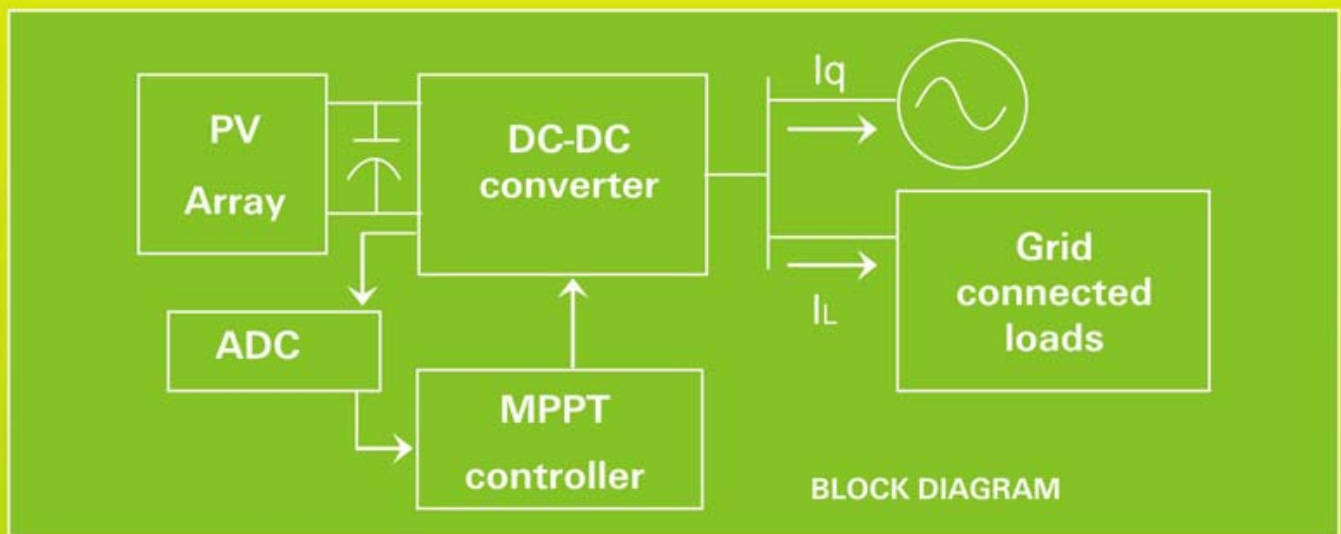 PV
Array
DC-DC
converter
Iq
Grid
connected
loads
IL
ADC
MPPT
controller
BLOCK DIAGRAM